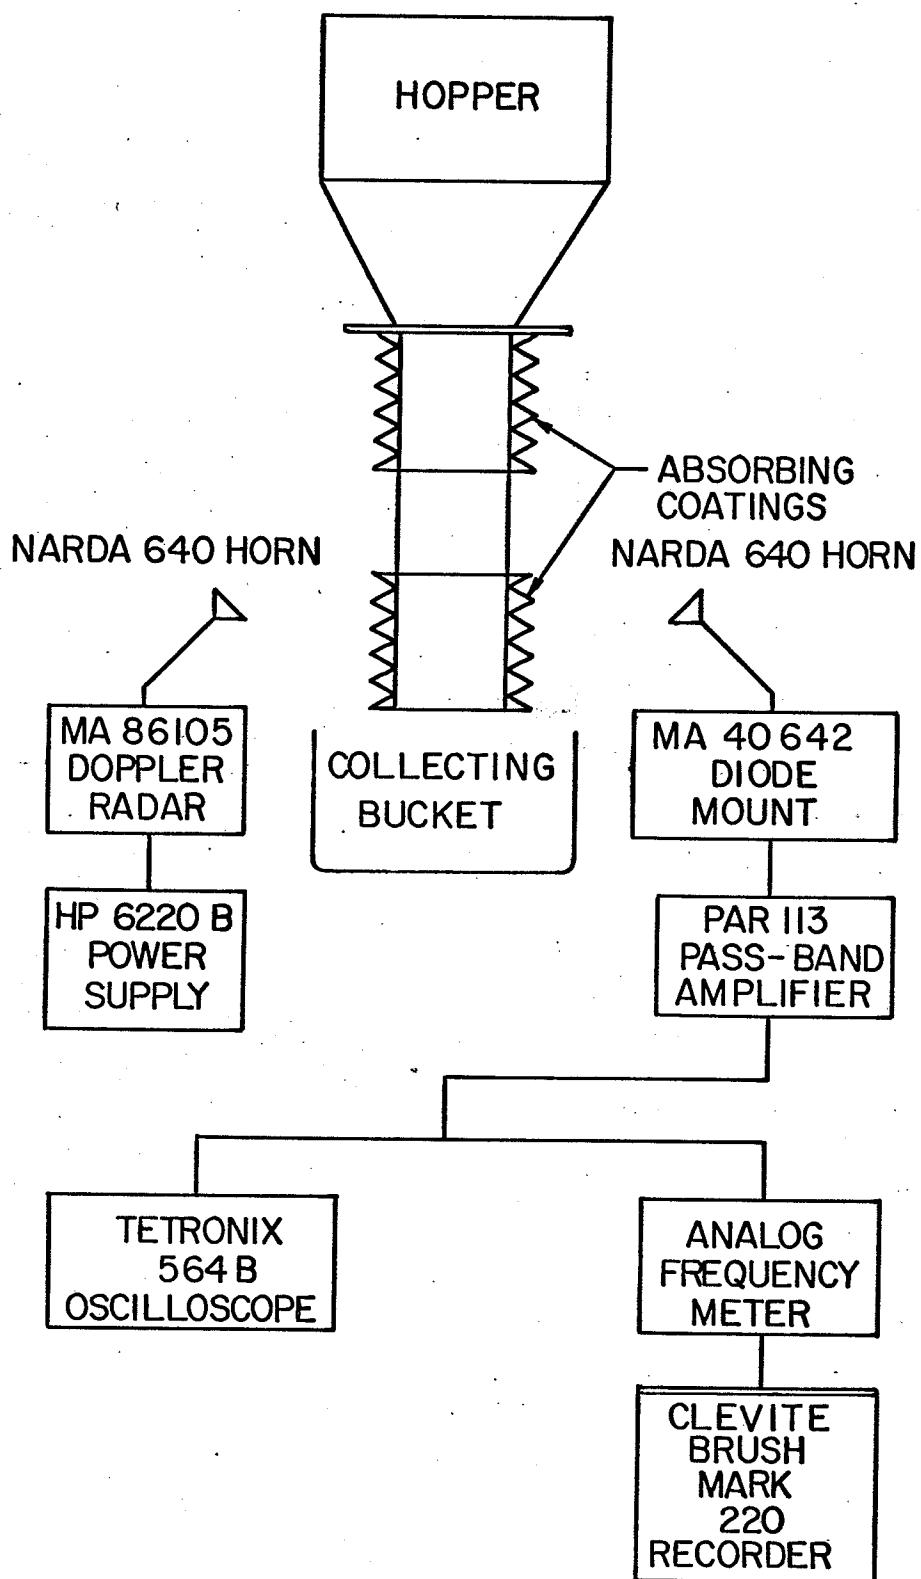 HOPPER
ABSORBING
COATINGS
NARDA 640 HORN
NARDA 640 HORN
MA 86105
DOPPLER
RADAR
COLLECTING
BUCKET
MA 40642
DIODE
MOUNT
HP 6220 B
POWER
SUPPLY
PAR 113
PASS-BAND
AMPLIFIER
TETRONIX
564 B
OSCILLOSCOPE
ANALOG
FREQUENCY
METER
CLEVITE
BRUSH
MARK
220
RECORDER